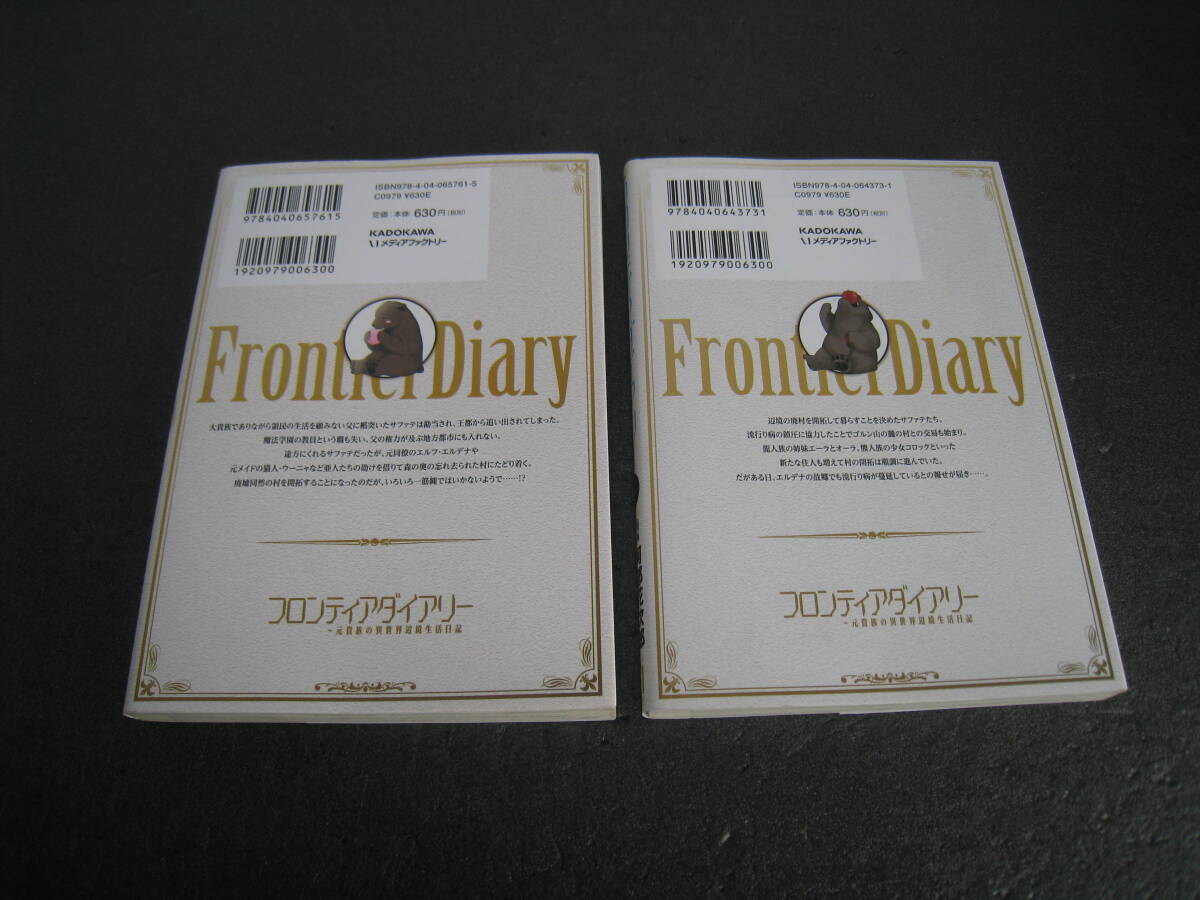 9784040657615
ISBN978-4-04-065761-5
C0979 ¥630E
定価:本体 630円(税別)
1920979006300
KADOKAWA
メディアファクトリー
Frontier Diary
大貴族でありながら領民の生活を顧みない父に楯突いたサファテは勘当され、王都から追い出されてしまった。
魔法学園の教員という職も失い、父の権力が及ぶ地方都市にも入れない。
途方にくれるサファテだったが、元同僚のエルフ・エルデナや
元メイドの猫人・ウーニャなど亜人たちの助けを借りて森の奥の忘れ去られた村にたどり着く。
廃墟同然の村を開拓することになったのだが、いろいろ一筋縄ではいかないようで……!?
フロンティアダイアリー
~元貴族の異世界辺境生活日記
9784040643731
ISBN978-4-04-064373-1
C0979 ¥630E
定価:本体 630円(税別)
1920979006300
KADOKAWA
メディアファクトリー
Frontier Diary
辺境の廃村を開拓して暮らすことを決めたサファテたち。
流行り病の鎮圧に協力したことでゴルン山の麓の村との交易も始まり、
龍人族の姉妹エーラとオーラ、熊人族の少女コロックといった
新たな住人も増えて村の開拓は順調に進んでいた。
だがある日、エルデナの故郷でも流行り病が蔓延しているとの報せが届き……。
フロンティアダイアリー
~元貴族の異世界辺境生活日記